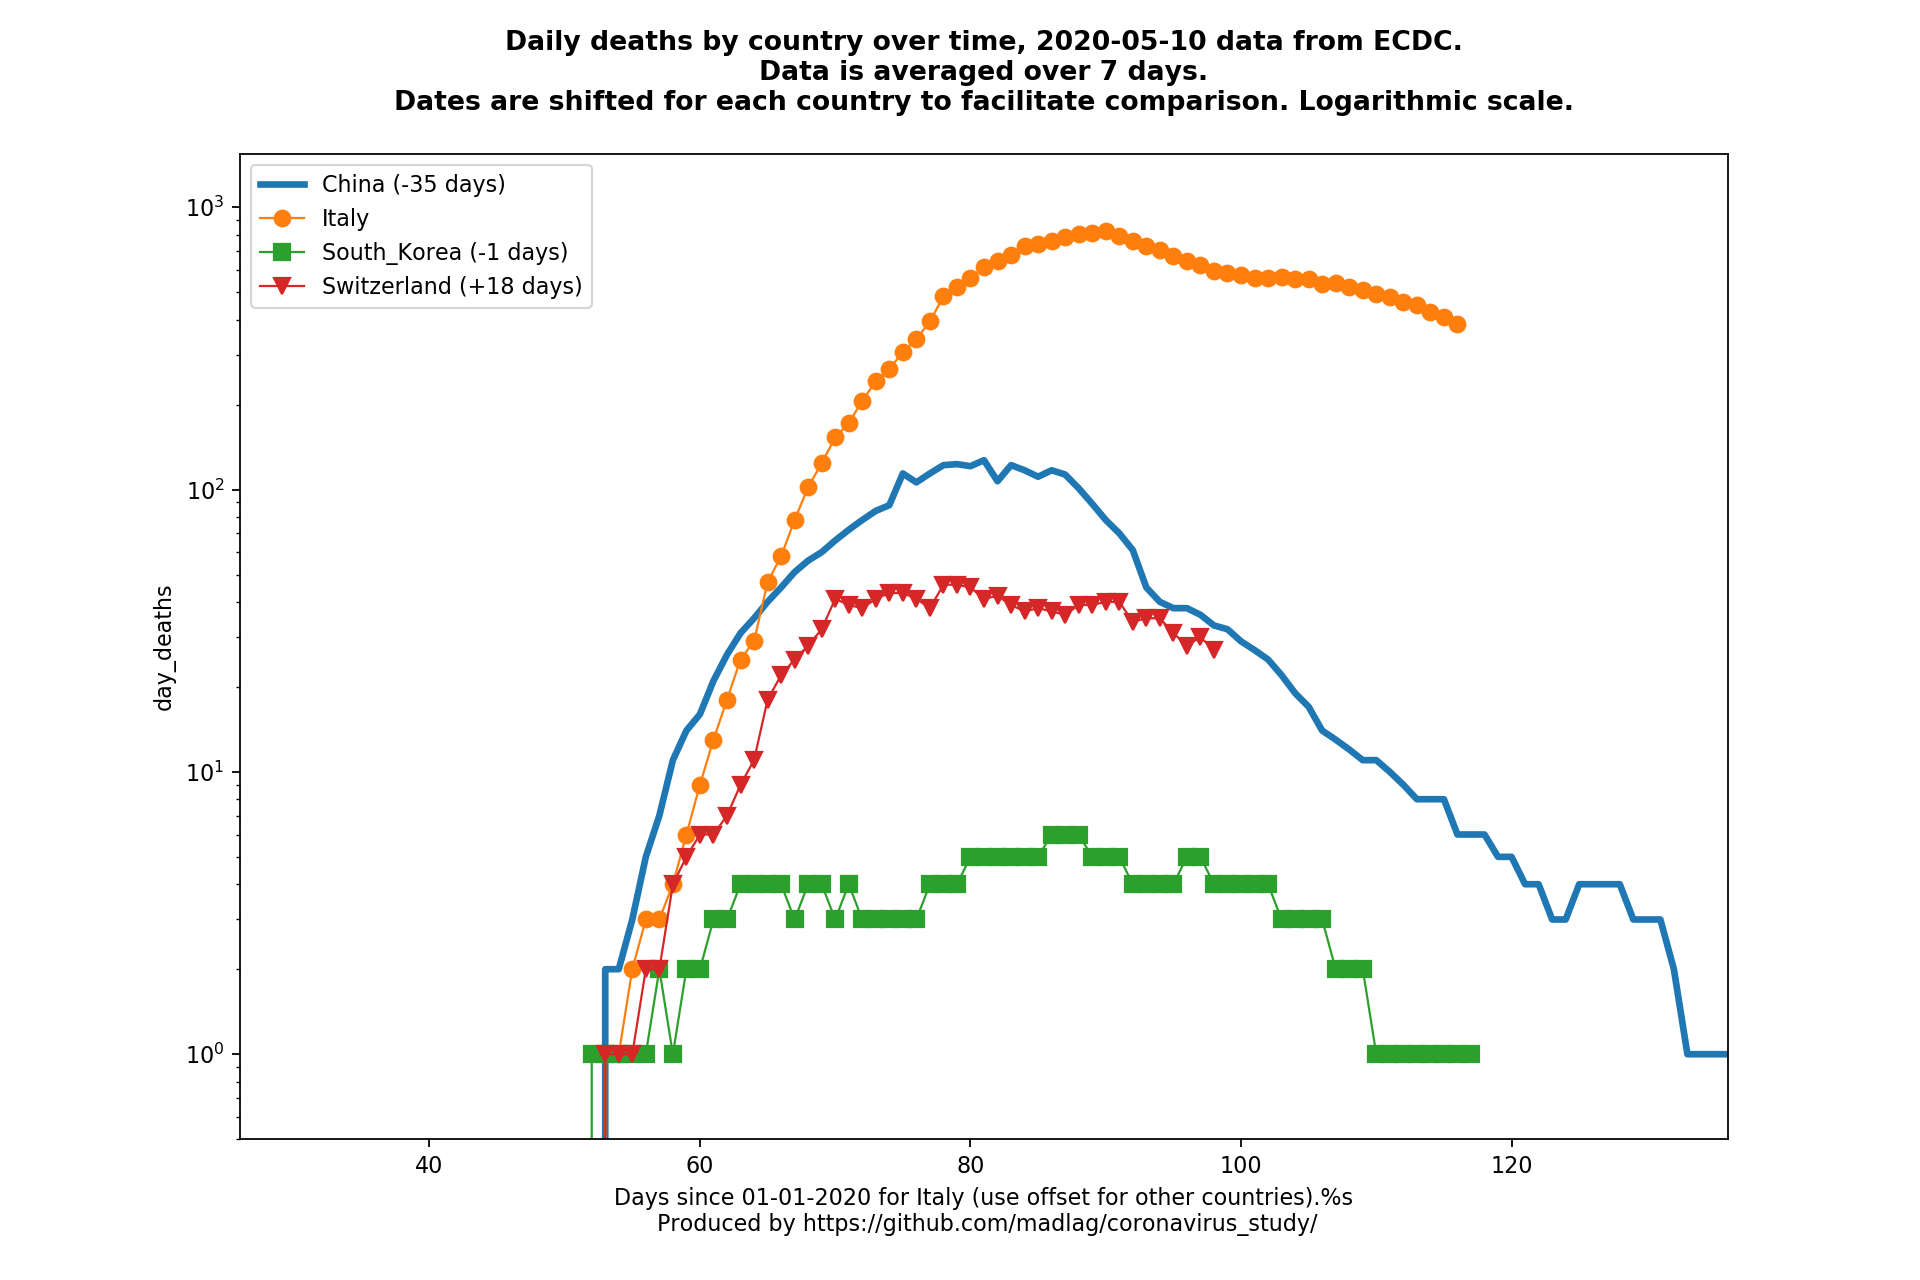 Daily deaths by country over time, 2020-05-10 data from ECDC.
Data is averaged over 7 days.
Dates are shifted for each country to facilitate comparison. Logarithmic scale.
China (-35 days)
Italy
South_Korea (-1 days)
Switzerland (+18 days)
10³
10²
10¹
10⁰
day_deaths
40 60 80 100 120
Days since 01-01-2020 for Italy (use offset for other countries).%s
Produced by https://github.com/madlag/coronavirus_study/